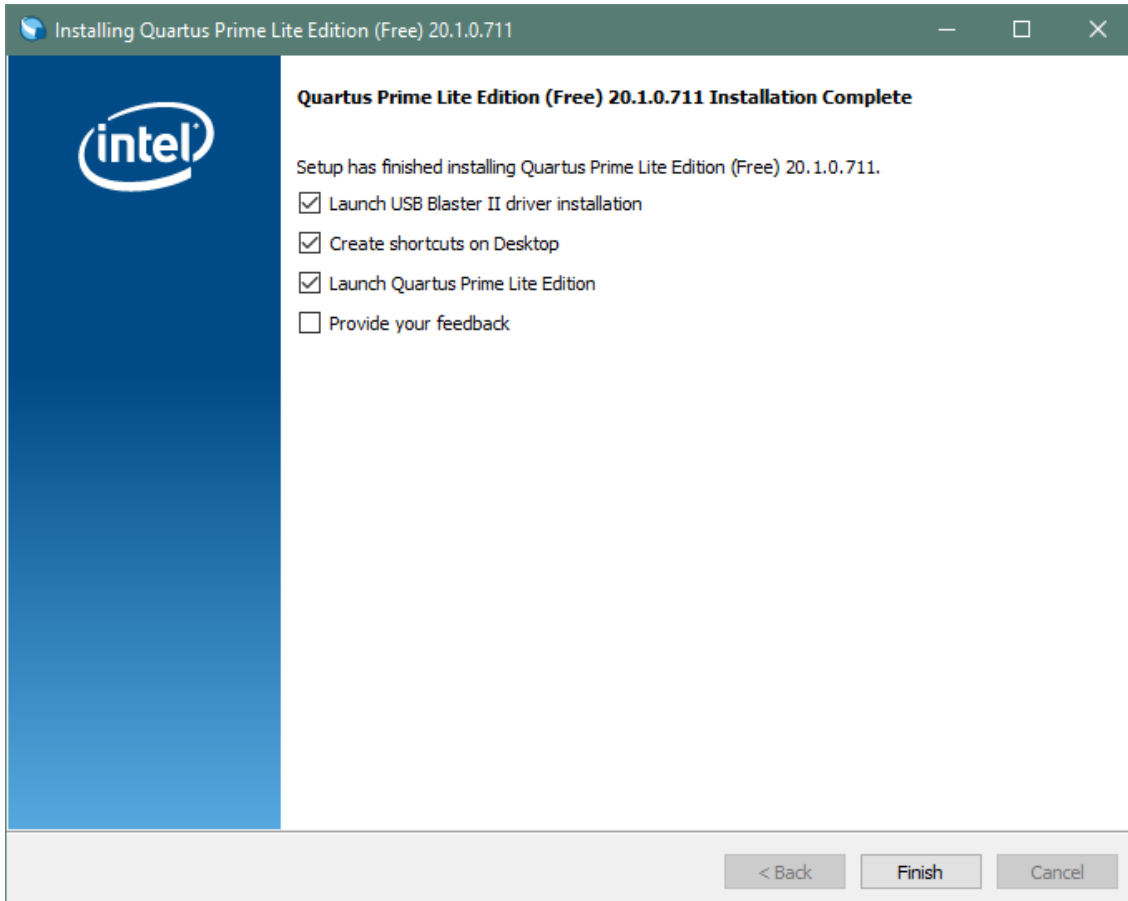 Installing Quartus Prime Lite Edition (Free) 20.1.0.711
intel
Quartus Prime Lite Edition (Free) 20.1.0.711 Installation Complete
Setup has finished installing Quartus Prime Lite Edition (Free) 20.1.0.711.
Launch USB Blaster II driver installation
Create shortcuts on Desktop
Launch Quartus Prime Lite Edition
Provide your feedback
< Back Finish Cancel